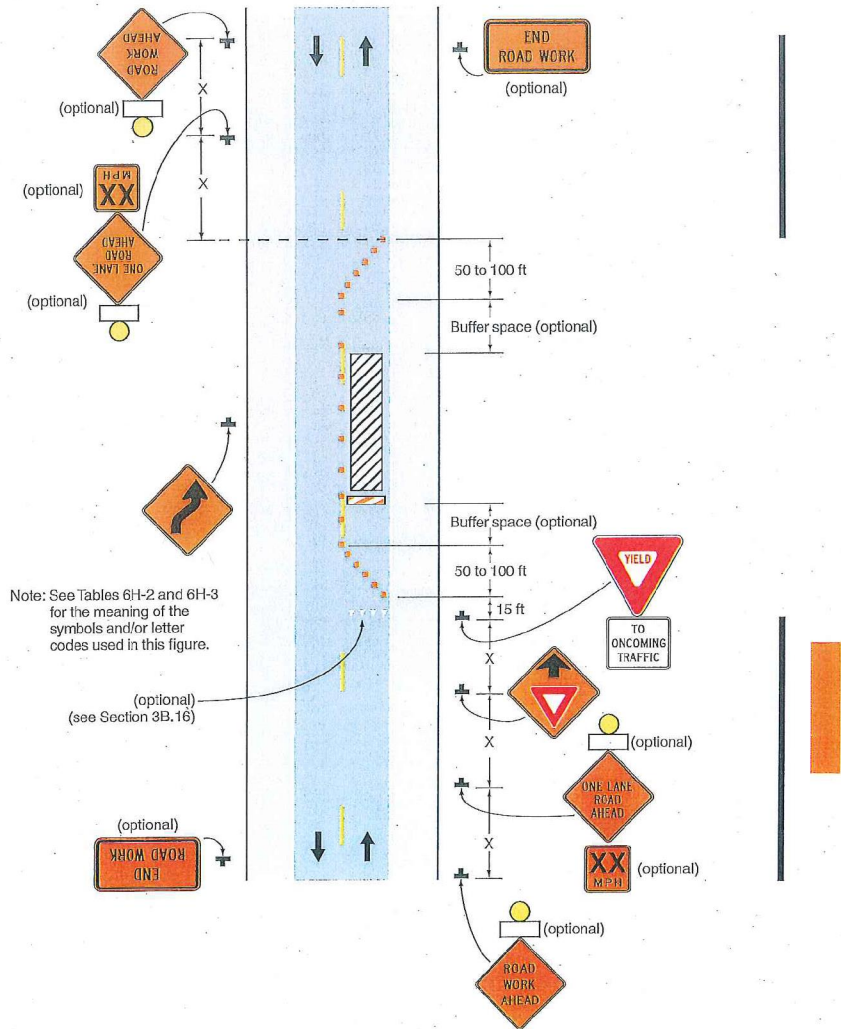 ROAD
WORK
AHEAD
(optional)
X
X
END
ROAD WORK
(optional)
(optional)
XX
MPH
ONE LANE
ROAD
AHEAD
(optional)
50 to 100 ft
Buffer space (optional)
Buffer space (optional)
50 to 100 ft
15 ft
YIELD
TO
ONCOMING
TRAFFIC
Note: See Tables 6H-2 and 6H-3
for the meaning of the
symbols and/or letter
codes used in this figure.
(optional)
(see Section 3B.16)
X
X
X
(optional)
ONE LANE
ROAD
AHEAD
XX
MPH
(optional)
(optional)
END
ROAD WORK
(optional)
ROAD
WORK
AHEAD